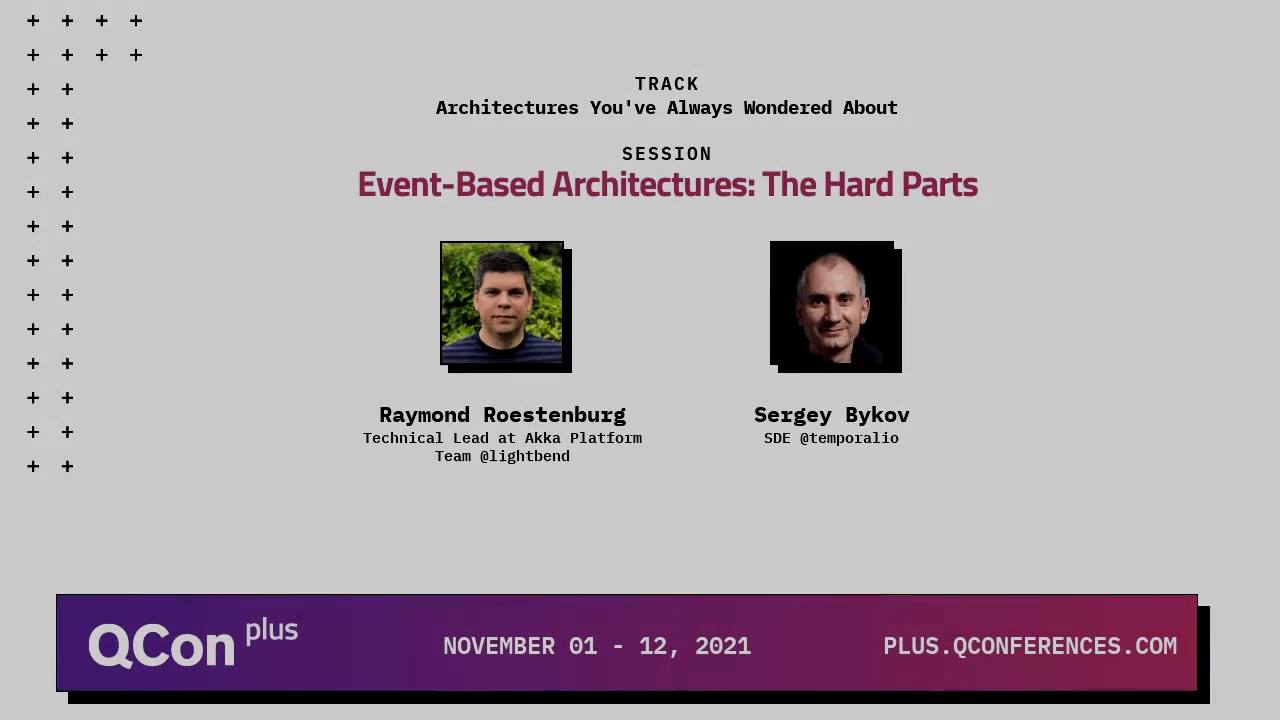 TRACK
Architectures You've Always Wondered About
SESSION
Event-Based Architectures: The Hard Parts
Raymond Roestenburg
Technical Lead at Akka Platform
Team @lightbend
Sergey Bykov
SDE @temporalio
QCon plus
NOVEMBER 01 - 12, 2021
PLUS.QCONFERENCES.COM